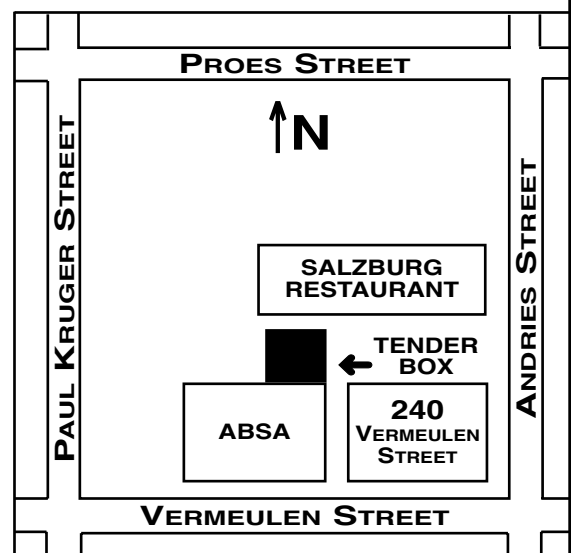 PROES STREET
N
PAUL KRUGER STREET
ANDRIES STREET
SALZBURG
RESTAURANT
TENDER
BOX
ABSA
240
VERMEULEN
STREET
VERMEULEN STREET